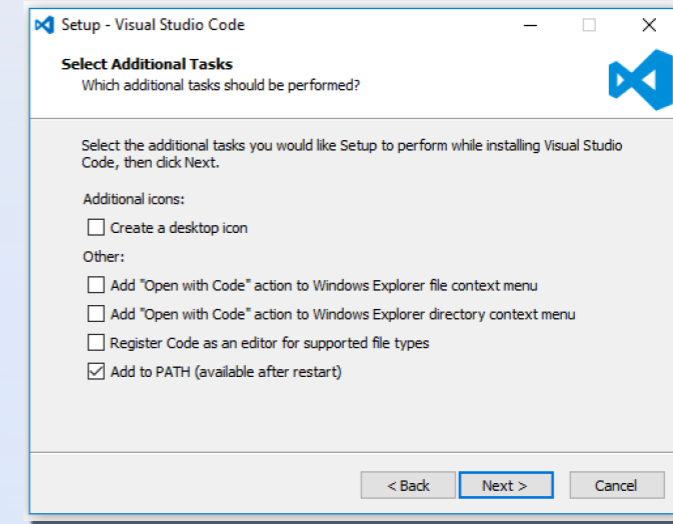 Setup - Visual Studio Code
Select Additional Tasks
Which additional tasks should be performed?
Select the additional tasks you would like Setup to perform while installing Visual Studio
Code, then click Next.
Additional icons:
Create a desktop icon
Other:
Add "Open with Code" action to Windows Explorer file context menu
Add "Open with Code" action to Windows Explorer directory context menu
Register Code as an editor for supported file types
Add to PATH (available after restart)
< Back Next > Cancel